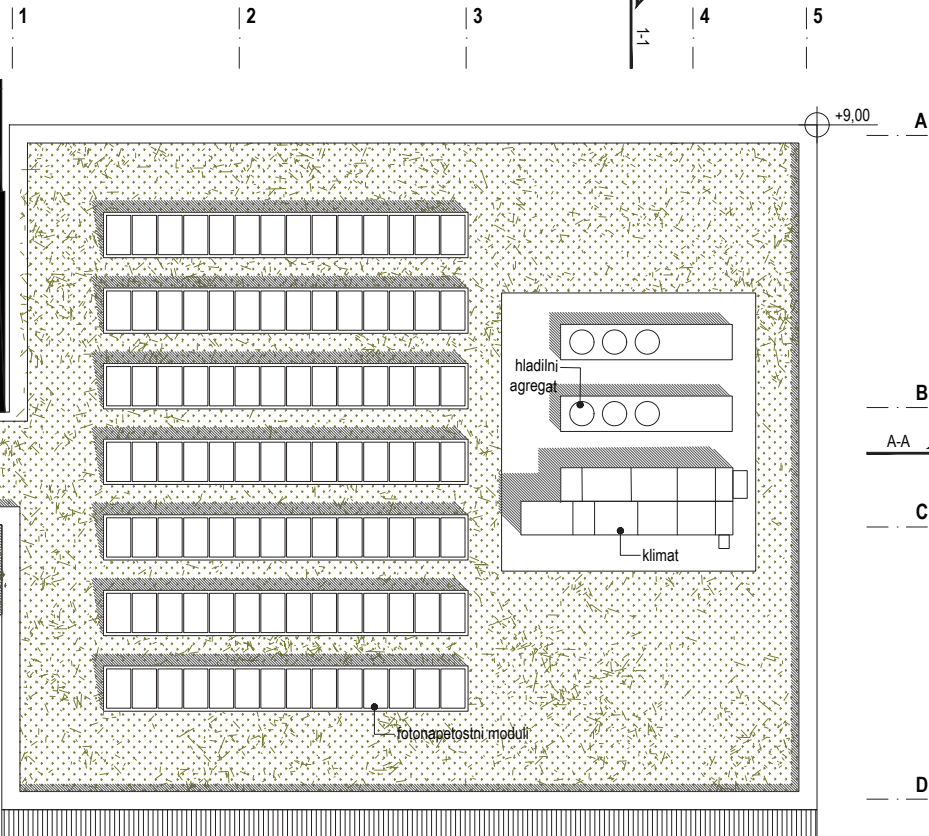 1
2
3
4
5
1-1
+9,00
A
hladilni
agregat
B
A-A
C
klimat
fotonapetostni moduli
D